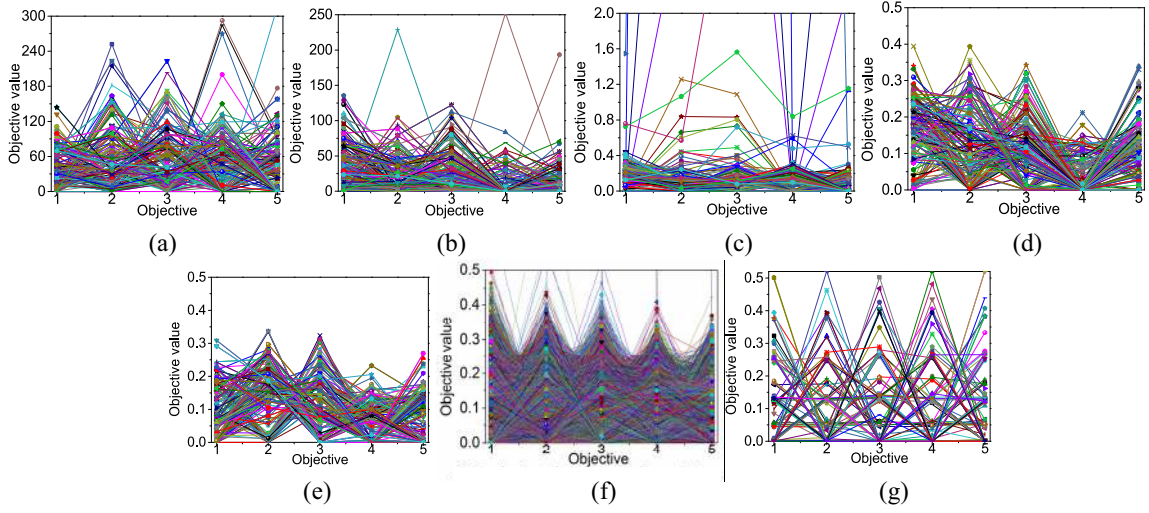 Objective value
300
240
180
120
60
0
1 2 3 4 5
Objective
(a)
Objective value
250
200
150
100
50
0
1 2 3 4 5
Objective
(b)
Objective value
2.0
1.6
1.2
0.8
0.4
0.0
1 2 3 4 5
Objective
(c)
Objective value
0.5
0.4
0.3
0.2
0.1
0.0
1 2 3 4 5
Objective
(d)
Objective value
0.5
0.4
0.3
0.2
0.1
0.0
1 2 3 4 5
Objective
(e)
Objective value
0.5
0.4
0.3
0.2
0.1
0.0
1 2 3 4 5
Objective
(f)
Objective value
0.5
0.4
0.3
0.2
0.1
0.0
1 2 3 4 5
Objective
(g)